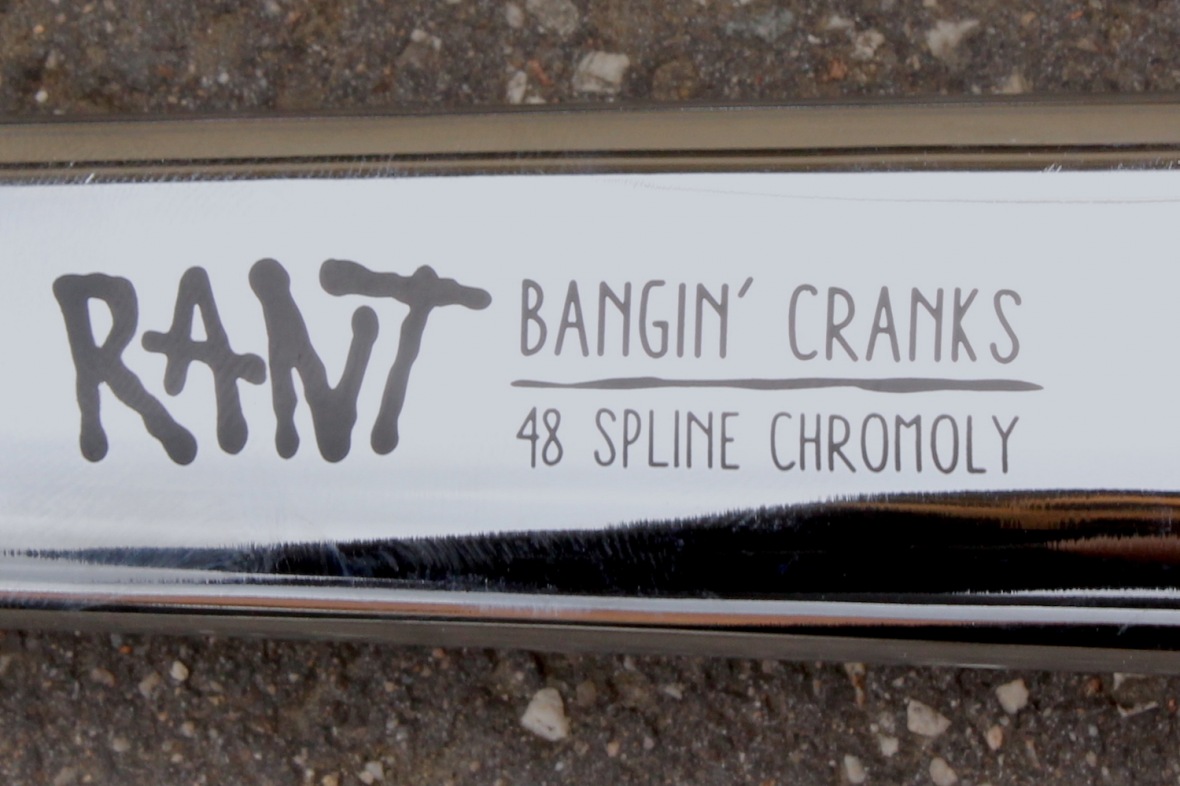 RANT
BANGIN' CRANKS
48 SPLINE CHROMOLY